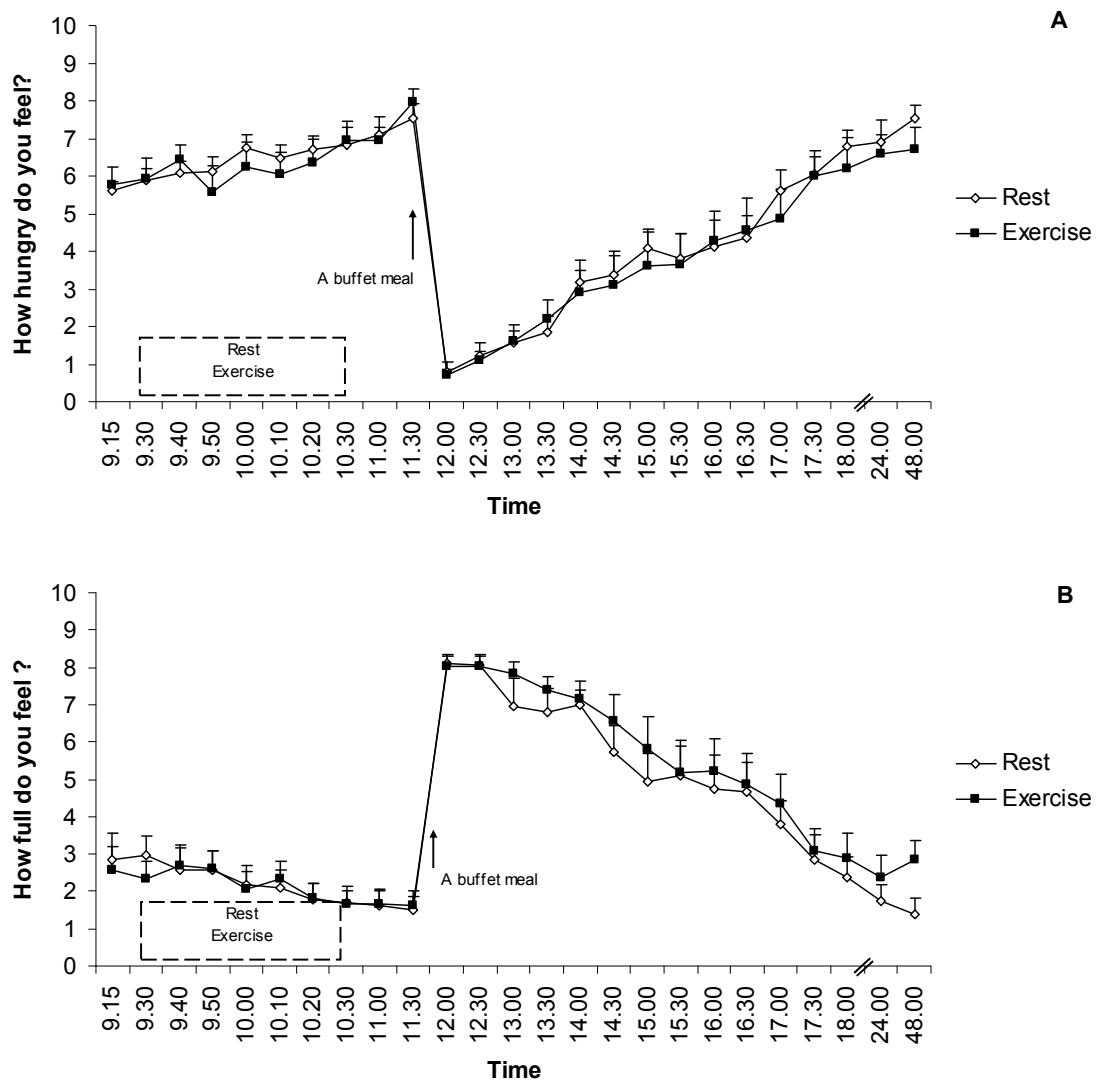 A
10
9
8
7
6
5
4
3
2
1
0
How hungry do you feel?
A buffet meal
Rest
Exercise
Rest
Exercise
9.15 9.30 9.40 9.50 10.00 10.10 10.20 10.30 11.00 11.30 12.00 12.30 13.00 13.30 14.00 14.30 15.00 15.30 16.00 16.30 17.00 17.30 18.00 24.00 48.00
Time
B
10
9
8
7
6
5
4
3
2
1
0
How full do you feel ?
Rest
Exercise
A buffet meal
Rest
Exercise
9.15 9.30 9.40 9.50 10.00 10.10 10.20 10.30 11.00 11.30 12.00 12.30 13.00 13.30 14.00 14.30 15.00 15.30 16.00 16.30 17.00 17.30 18.00 24.00 48.00
Time